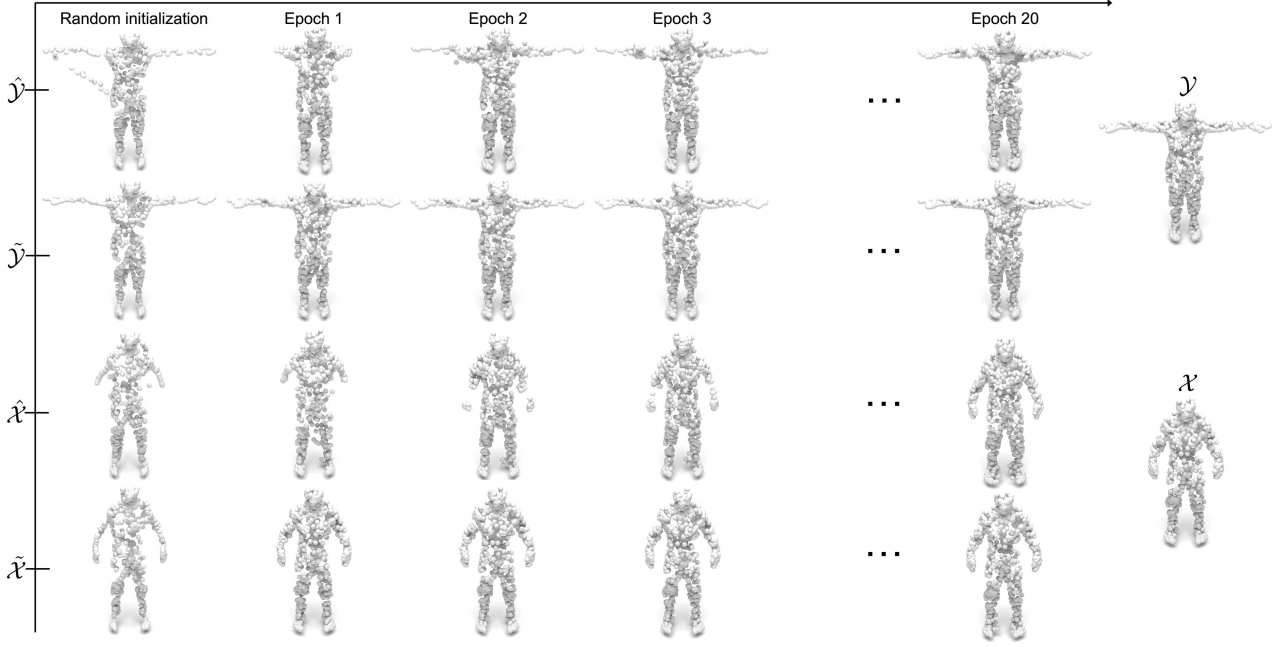 Random initialization Epoch 1 Epoch 2 Epoch 3 Epoch 20
𝒴̂ ... 𝒴
𝒴̃ ...
𝒳̂ ... 𝒳
𝒳̃ ...